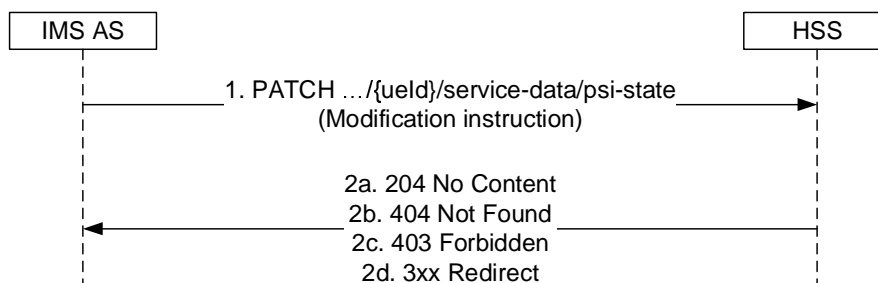 IMS AS
HSS
1. PATCH …/{ueId}/service-data/psi-state
(Modification instruction)
2a. 204 No Content
2b. 404 Not Found
2c. 403 Forbidden
2d. 3xx Redirect